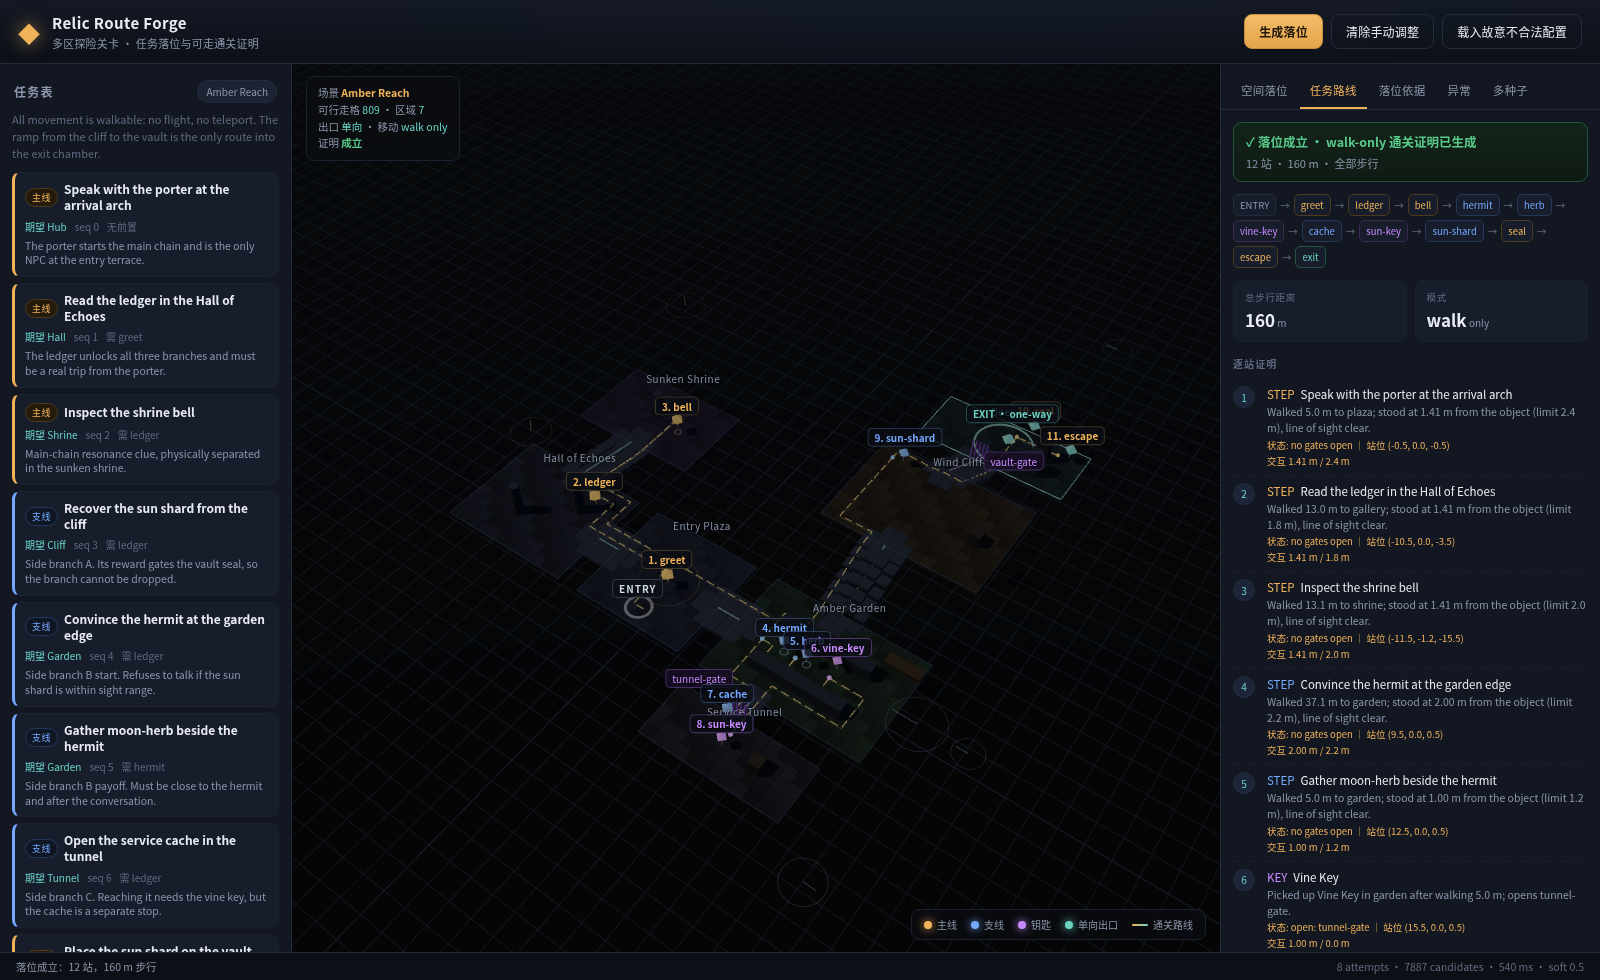 Relic Route Forge
多区探险关卡 · 任务落位与可走通关证明
生成落位
清除手动调整
载入故意不合法配置
任务表
Amber Reach
All movement is walkable: no flight, no teleport. The
ramp from the cliff to the vault is the only route into
the exit chamber.
主线
Speak with the porter at the
arrival arch
期望 Hub seq 0 无前置
The porter starts the main chain and is the only
NPC at the entry terrace.
主线
Read the ledger in the Hall of
Echoes
期望 Hall seq 1 需 greet
The ledger unlocks all three branches and must
be a real trip from the porter.
主线
Inspect the shrine bell
期望 Shrine seq 2 需 ledger
Main-chain resonance clue, physically separated
in the sunken shrine.
支线
Recover the sun shard from the
cliff
期望 Cliff seq 3 需 ledger
Side branch A. Its reward gates the vault seal, so
the branch cannot be dropped.
支线
Convince the hermit at the garden
edge
期望 Garden seq 4 需 ledger
Side branch B start. Refuses to talk if the sun
shard is within sight range.
支线
Gather moon-herb beside the
hermit
期望 Garden seq 5 需 hermit
Side branch B payoff. Must be close to the hermit
and after the conversation.
支线
Open the service cache in the
tunnel
期望 Tunnel seq 6 需 ledger
Side branch C. Reaching it needs the vine key, but
the cache is a separate stop.
Place the sun shard on the vault
场景 Amber Reach
可行走格 809 · 区域 7
出口 单向 · 移动 walk only
证明 成立
Sunken Shrine
3. bell
Hall of Echoes
2. ledger
Entry Plaza
1. greet
ENTRY
EXIT · one-way
9. sun-shard
11. escape
Wind Cliff
vault-gate
Amber Garden
4. hermit
5. herb
6. vine-key
tunnel-gate
7. cache
Service Tunnel
8. sun-key
主线
支线
钥匙
单向出口
通关路线
空间落位
任务路线
落位依据
异常
多种子
✓ 落位成立 · walk-only 通关证明已生成
12 站 · 160 m · 全部步行
ENTRY → greet → ledger → bell → hermit → herb →
vine-key → cache → sun-key → sun-shard → seal →
escape → exit
总步行距离
160 m
模式
walk only
逐站证明
1
STEP Speak with the porter at the arrival arch
Walked 5.0 m to plaza; stood at 1.41 m from the object (limit 2.4
m), line of sight clear.
状态: no gates open | 站位 (-0.5, 0.0, -0.5)
交互 1.41 m / 2.4 m
2
STEP Read the ledger in the Hall of Echoes
Walked 13.0 m to gallery; stood at 1.41 m from the object (limit
1.8 m), line of sight clear.
状态: no gates open | 站位 (-10.5, 0.0, -3.5)
交互 1.41 m / 1.8 m
3
STEP Inspect the shrine bell
Walked 13.1 m to shrine; stood at 1.41 m from the object (limit 2.0
m), line of sight clear.
状态: no gates open | 站位 (-11.5, -1.2, -15.5)
交互 1.41 m / 2.0 m
4
STEP Convince the hermit at the garden edge
Walked 37.1 m to garden; stood at 2.00 m from the object (limit
2.2 m), line of sight clear.
状态: no gates open | 站位 (9.5, 0.0, 0.5)
交互 2.00 m / 2.2 m
5
STEP Gather moon-herb beside the hermit
Walked 5.0 m to garden; stood at 1.00 m from the object (limit 1.2
m), line of sight clear.
状态: no gates open | 站位 (12.5, 0.0, 0.5)
交互 1.00 m / 1.2 m
6
KEY Vine Key
Picked up Vine Key in garden after walking 5.0 m; opens tunnel-
gate.
状态: open: tunnel-gate | 站位 (15.5, 0.0, 0.5)
交互 1.00 m / 0.0 m
落位成立：12 站，160 m 步行
8 attempts · 7887 candidates · 540 ms · soft 0.5